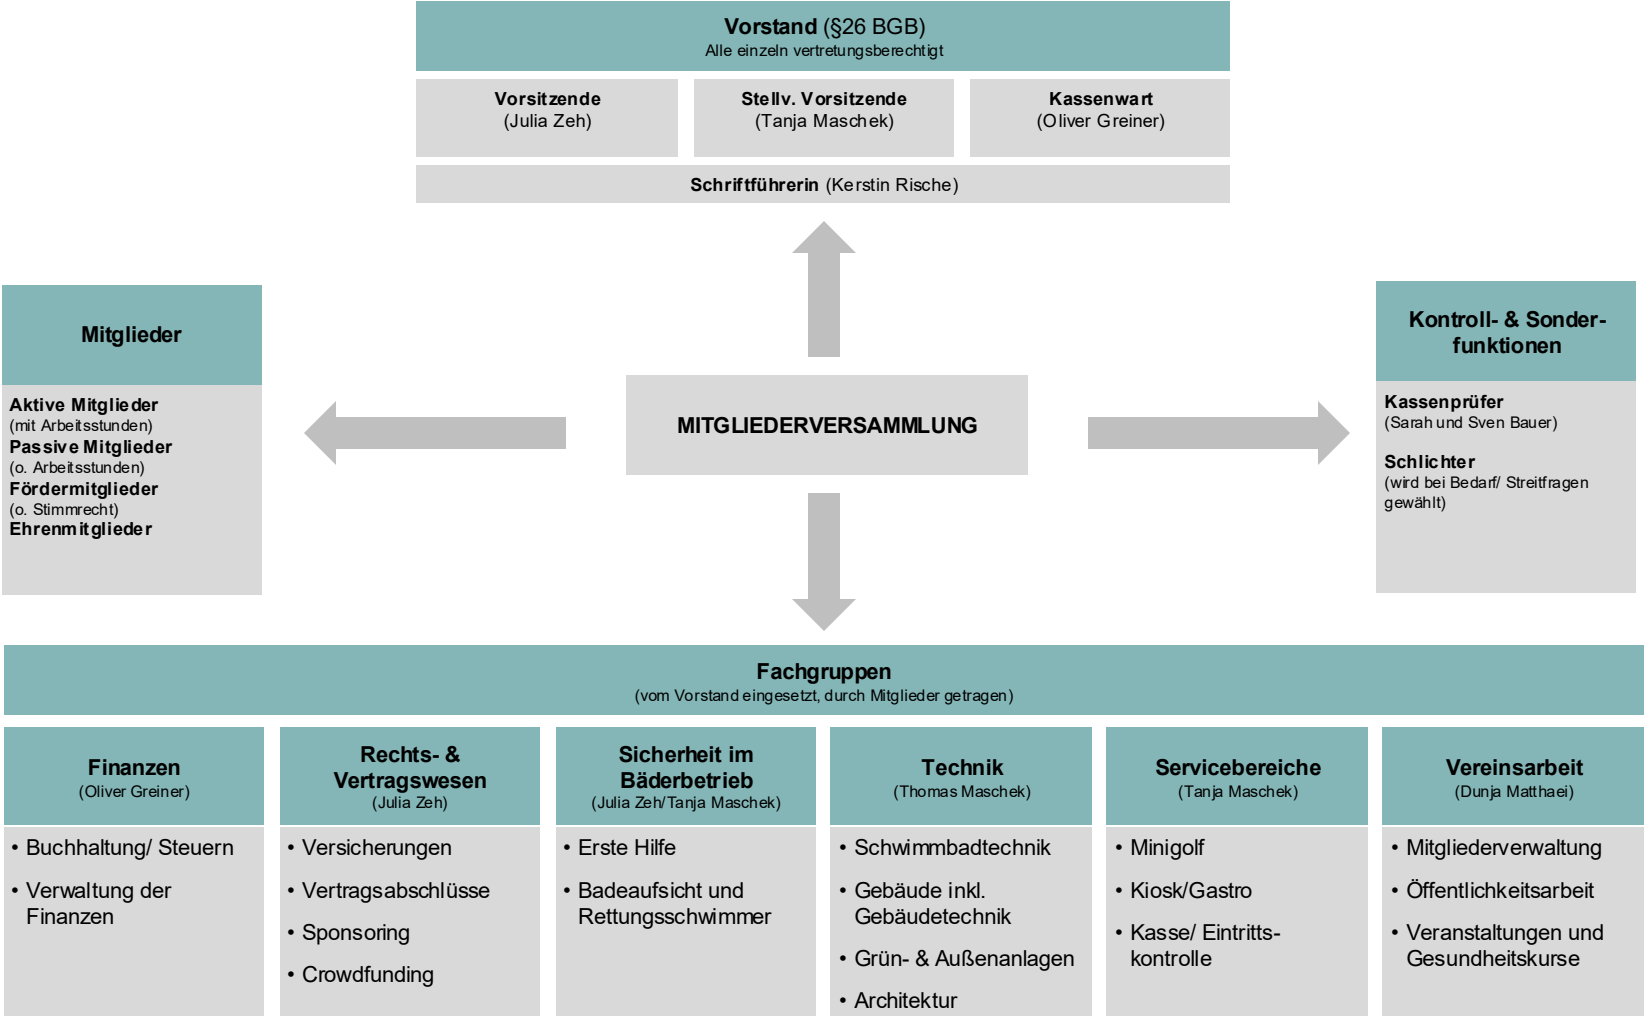 Vorstand (§26 BGB)
Alle einzeln vertretungsberechtigt
Vorsitzende
(Julia Zeh)
Stellv. Vorsitzende
(Tanja Maschek)
Kassenwart
(Oliver Greiner)
Schriftführerin (Kerstin Rische)
Mitglieder
Aktive Mitglieder
(mit Arbeitsstunden)
Passive Mitglieder
(o. Arbeitsstunden)
Fördermitglieder
(o. Stimmrecht)
Ehrenmitglieder
MITGLIEDERVERSAMMLUNG
Kontroll- & Sonder-
funktionen
Kassenprüfer
(Sarah und Sven Bauer)
Schlichter
(wird bei Bedarf/ Streitfragen
gewählt)
Fachgruppen
(vom Vorstand eingesetzt, durch Mitglieder getragen)
Finanzen
(Oliver Greiner)
• Buchhaltung/ Steuern
• Verwaltung der
Finanzen
Rechts- &
Vertragswesen
(Julia Zeh)
• Versicherungen
• Vertragsabschlüsse
• Sponsoring
• Crowdfunding
Sicherheit im
Bäderbetrieb
(Julia Zeh/Tanja Maschek)
• Erste Hilfe
• Badeaufsicht und
Rettungsschwimmer
Technik
(Thomas Maschek)
• Schwimmbadtechnik
• Gebäude inkl.
Gebäudetechnik
• Grün- & Außenanlagen
• Architektur
Servicebereiche
(Tanja Maschek)
• Minigolf
• Kiosk/Gastro
• Kasse/ Eintritts-
kontrolle
Vereinsarbeit
(Dunja Matthaei)
• Mitgliederverwaltung
• Öffentlichkeitsarbeit
• Veranstaltungen und
Gesundheitskurse